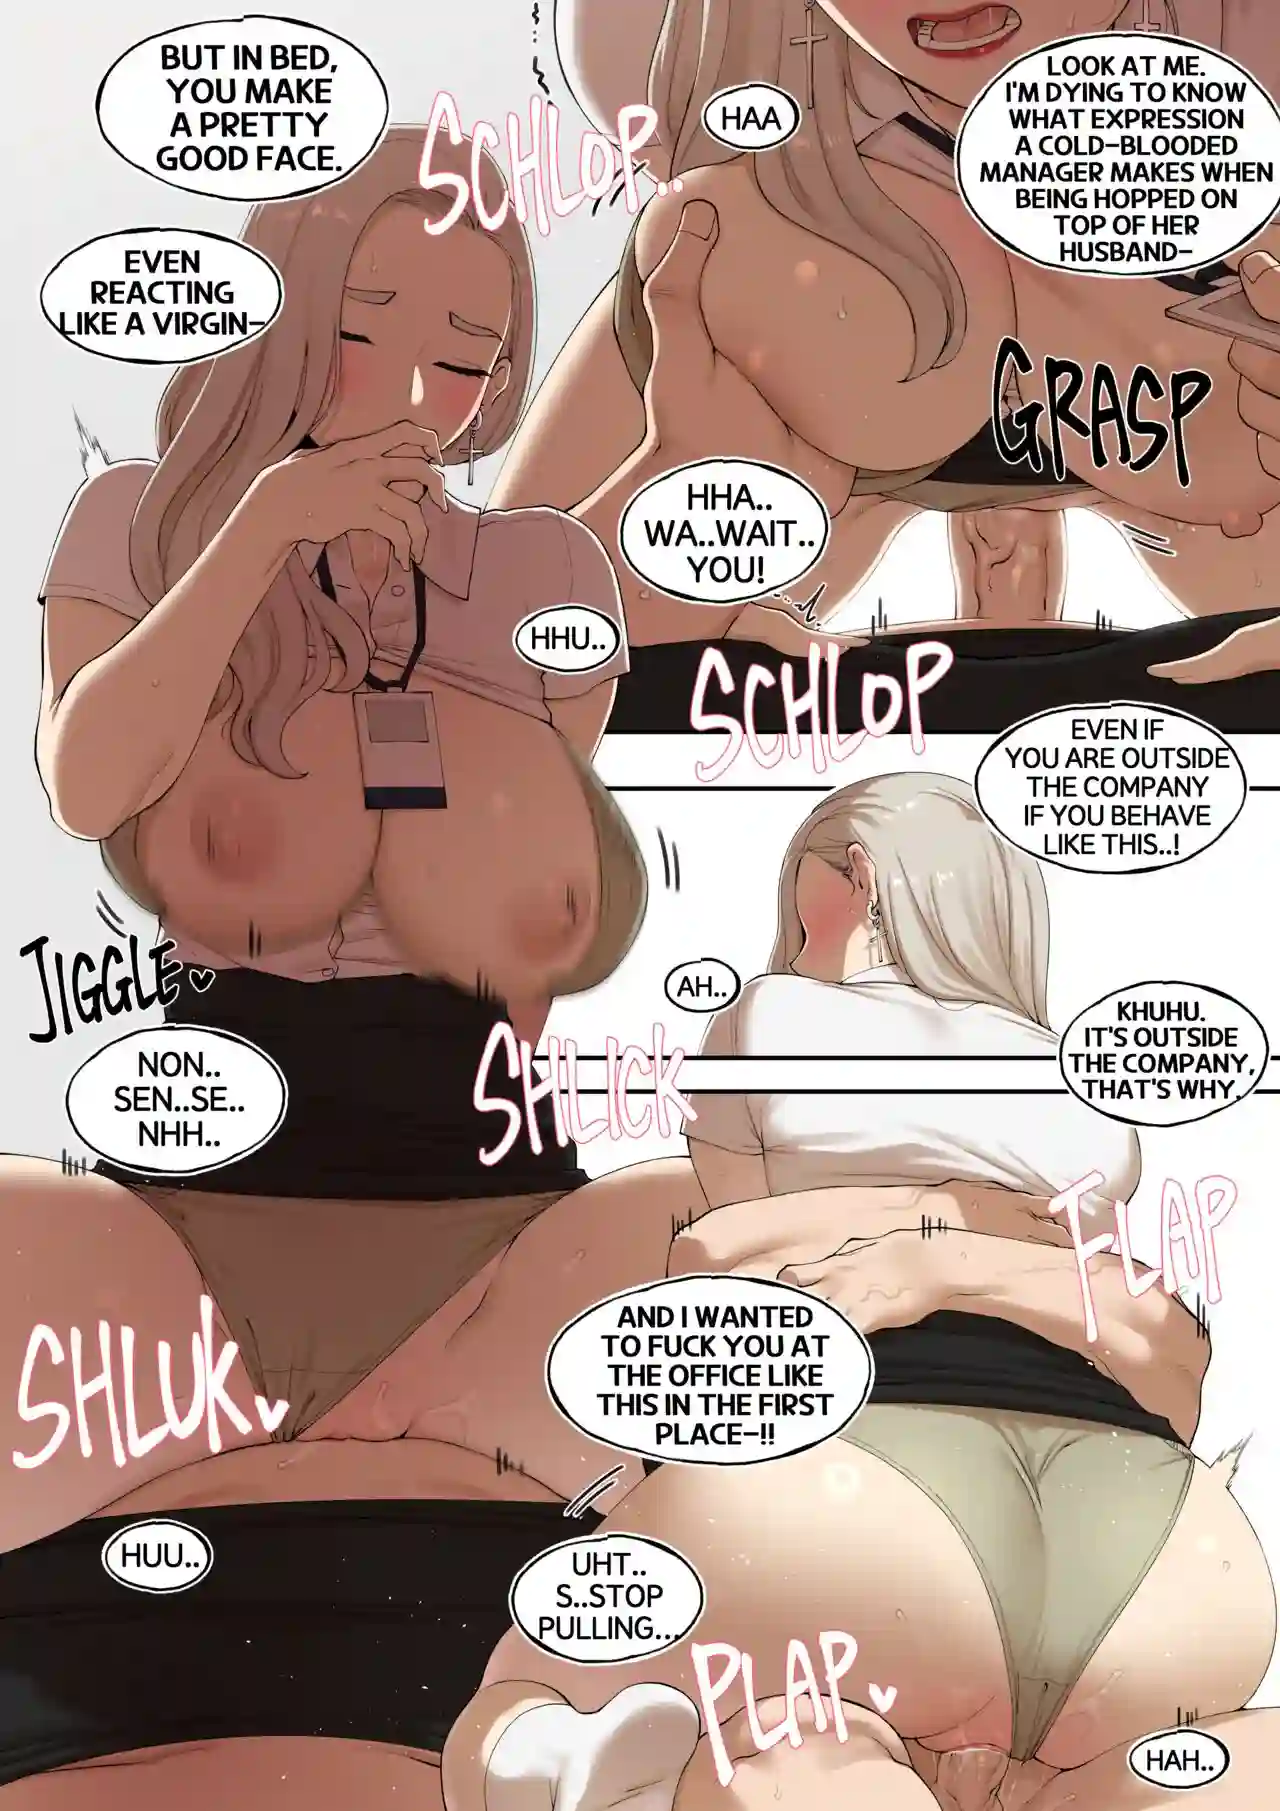 BUT IN BED,
YOU MAKE
A PRETTY
GOOD FACE.
SCHLOP..
HAA
LOOK AT ME.
I'M DYING TO KNOW
WHAT EXPRESSION
A COLD-BLOODED
MANAGER MAKES WHEN
BEING HOPPED ON
TOP OF HER
HUSBAND-
EVEN
REACTING
LIKE A VIRGIN-
GRASP
HHA..
WA..WAIT..
YOU!
HHU..
SCHLOP
EVEN IF
YOU ARE OUTSIDE
THE COMPANY
IF YOU BEHAVE
LIKE THIS..!
JIGGLE
AH..
KHUHU.
IT'S OUTSIDE
THE COMPANY,
THAT'S WHY.
NON..
SEN..SE..
NHH..
SHLICK
FLAP
SHLUK
AND I WANTED
TO FUCK YOU AT
THE OFFICE LIKE
THIS IN THE FIRST
PLACE-!!
HUU..
UHT..
S..STOP
PULLING...
PLAP
HAH..